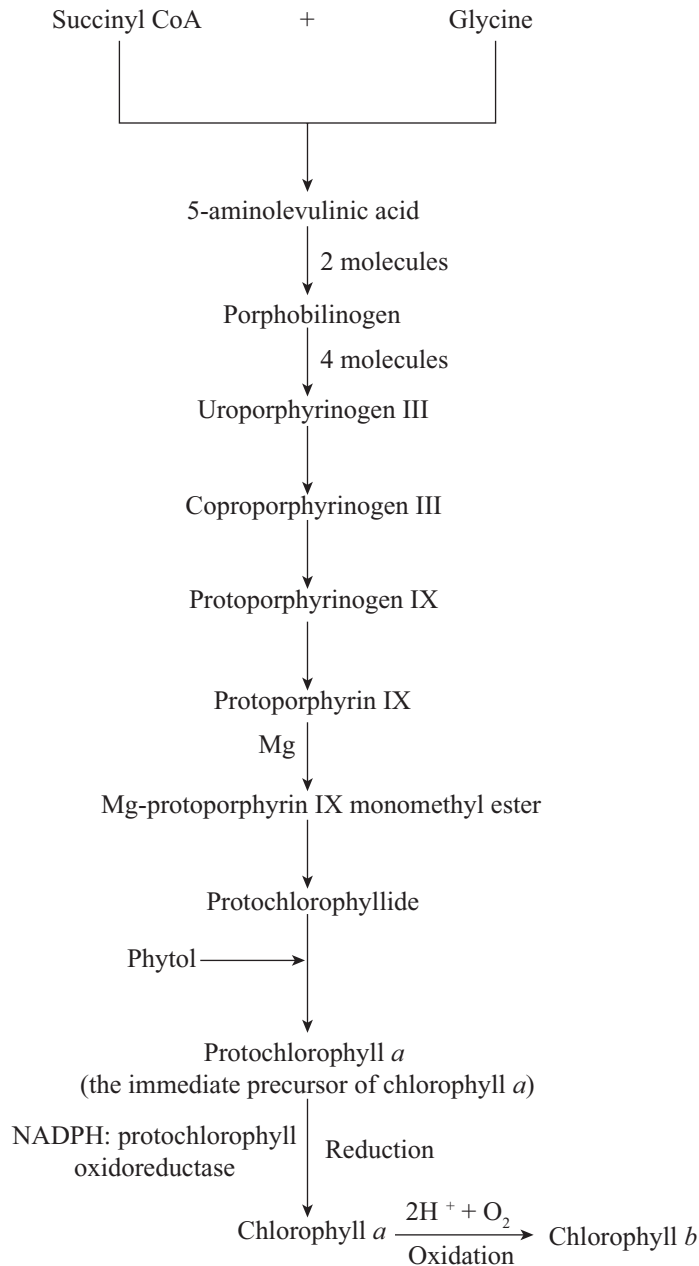 Succinyl CoA + Glycine
5-aminolevulinic acid
2 molecules
Porphobilinogen
4 molecules
Uroporphyrinogen III
Coproporphyrinogen III
Protoporphyrinogen IX
Protoporphyrin IX
Mg
Mg-protoporphyrin IX monomethyl ester
Protochlorophyllide
Phytol
Protochlorophyll a
(the immediate precursor of chlorophyll a)
NADPH: protochlorophyll
oxidoreductase
Reduction
Chlorophyll a
2H⁺ + O₂
Oxidation
Chlorophyll b